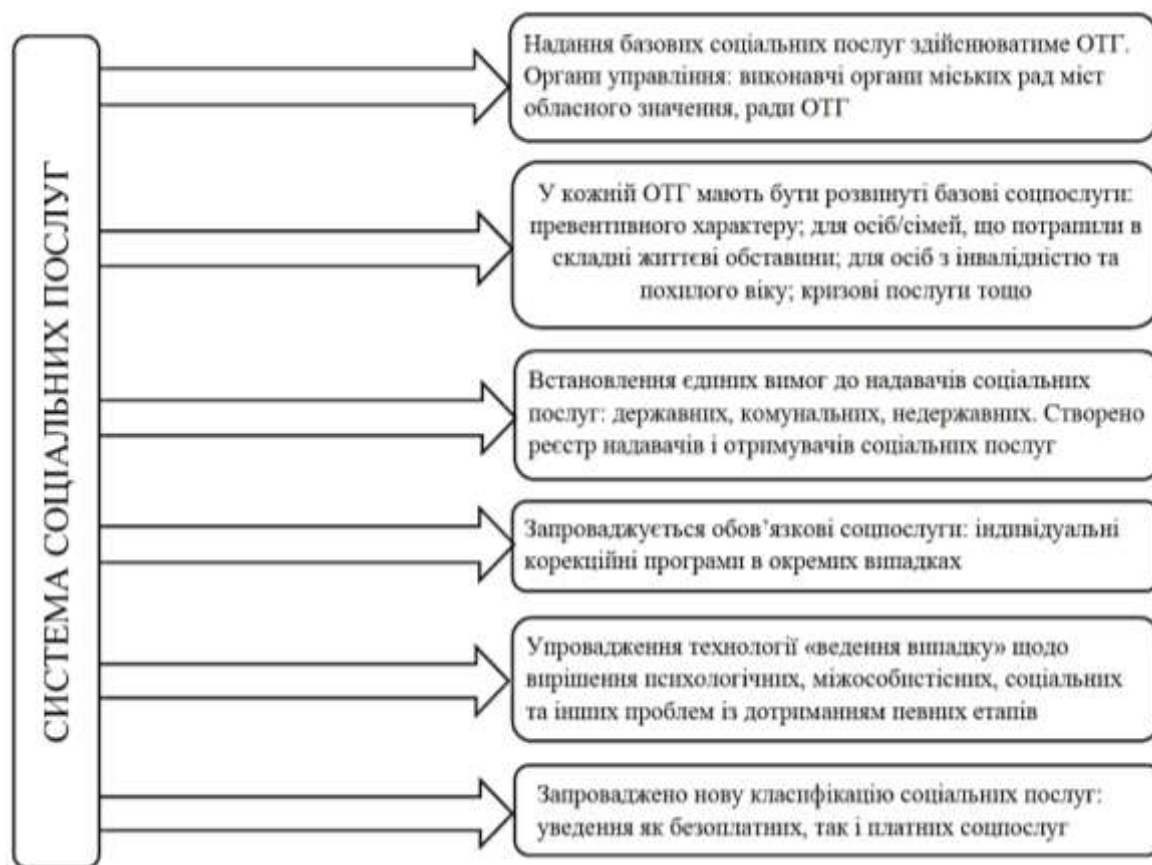 СИСТЕМА СОЦІАЛЬНИХ ПОСЛУГ
Надання базових соціальних послуг здійснюватиме ОТГ.
Органи управління: виконавчі органи міських рад міст
обласного значення, ради ОТГ
У кожній ОТГ мають бути розвинуті базові соцпослуги:
превентивного характеру; для осіб/сімей, що потрапили в
складні життєві обставини; для осіб з інвалідністю та
похилого віку; кризові послуги тощо
Встановлення єдиних вимог до надавачів соціальних
послуг: державних, комунальних, недержавних. Створено
реєстр надавачів і отримувачів соціальних послуг
Запроваджується обов’язкові соцпослуги: індивідуальні
корекційні програми в окремих випадках
Упровадження технології «ведення випадку» щодо
вирішення психологічних, міжособистісних, соціальних
та інших проблем із дотриманням певних етапів
Запроваджено нову класифікацію соціальних послуг:
уведення як безоплатних, так і платних соцпослуг